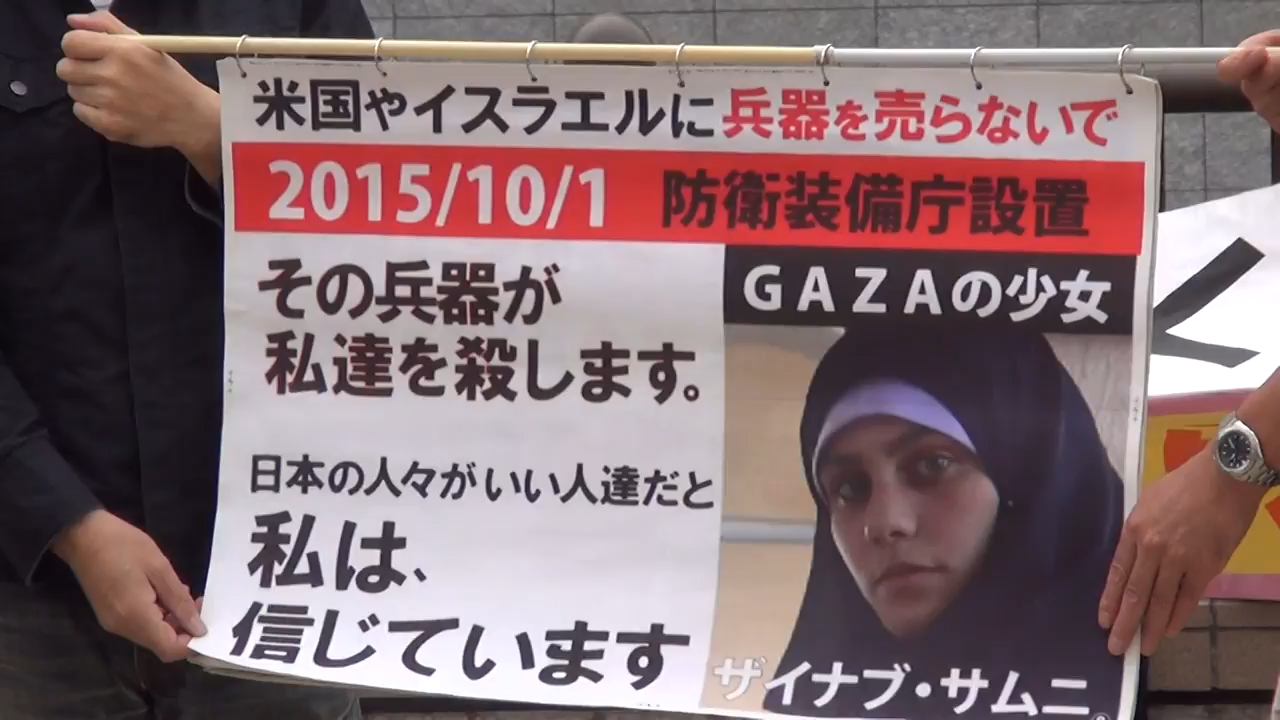 米国やイスラエルに兵器を売らないで
2015/10/1 防衛装備庁設置
その兵器が
私達を殺します。
GAZAの少女
日本の人々がいい人達だと
私は、
信じています
ザイナブ・サムニ。